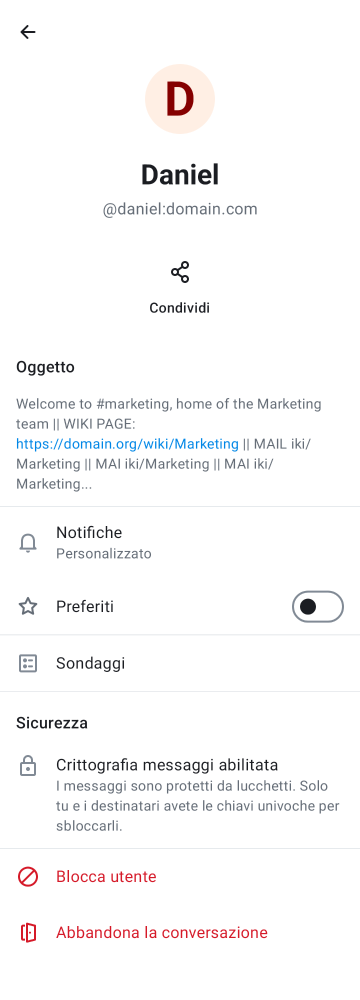 D
Daniel
@daniel:domain.com
Condividi
Oggetto
Welcome to #marketing, home of the Marketing
team || WIKI PAGE:
https://domain.org/wiki/Marketing || MAIL iki/
Marketing || MAI iki/Marketing || MAI iki/
Marketing...
Notifiche
Personalizzato
Preferiti
Sondaggi
Sicurezza
Crittografia messaggi abilitata
I messaggi sono protetti da lucchetti. Solo
tu e i destinatari avete le chiavi univoche per
sbloccarli.
Blocca utente
Abbandona la conversazione